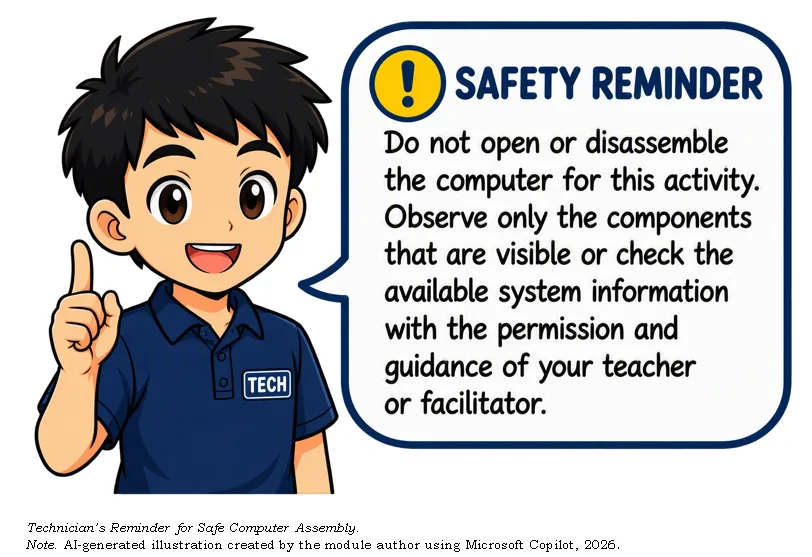 SAFETY REMINDER
Do not open or disassemble
the computer for this activity.
Observe only the components
that are visible or check the
available system information
with the permission and
guidance of your teacher
or facilitator.
TECH
Technician's Reminder for Safe Computer Assembly.
Note. AI-generated illustration created by the module author using Microsoft Copilot, 2026.